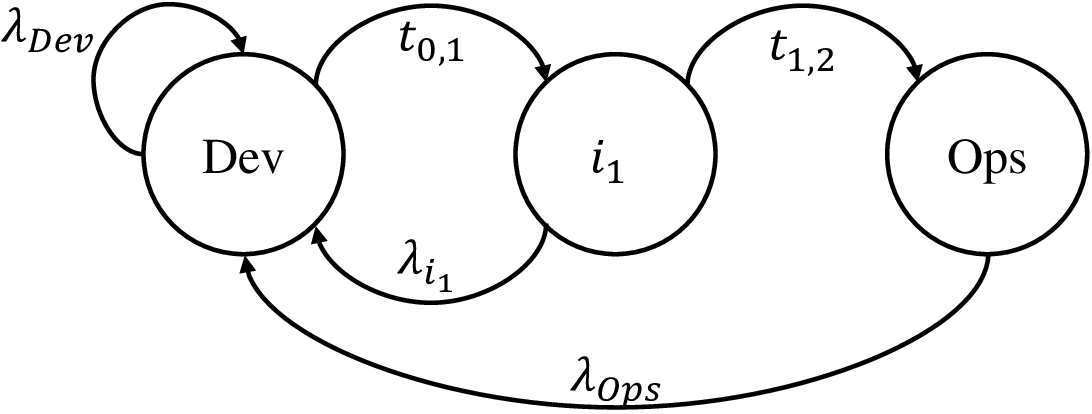 λ_Dev
t_0,1
t_1,2
Dev
i_1
Ops
λ_i_1
λ_Ops